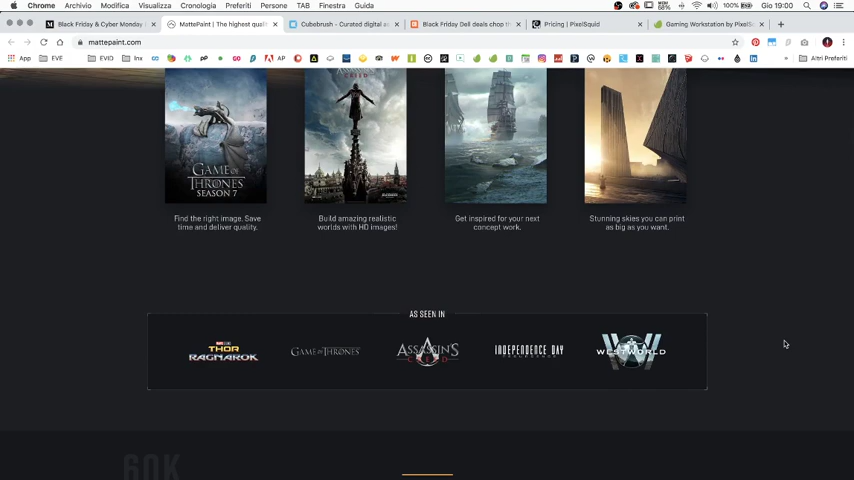 Chrome Archivio Modifica Visualizza Cronologia Preferiti Persone TAB Finestra Guida 100% Gio 19:00
Black Friday & Cyber Monday MattePaint | The highest quali Cubebrush - Curated digital as Black Friday Dell deals chop th Pricing | PixelSquid Gaming Workstation by PixelS
mattepaint.com
App EVE EVIO Inx AP Altri Preferiti
CREED
GAME OF
THRONES
SEASON 7
Find the right image. Save
time and deliver quality.
Build amazing realistic
worlds with HD images!
Get inspired for your next
concept work.
Stunning skies you can print
as big as you want.
AS SEEN IN
THOR
RAGNAROK
GAME OF THRONES
ASSASSIN'S
CREED
INDEPENDENCE DAY
RESURGENCE
WESTWORLD
60K